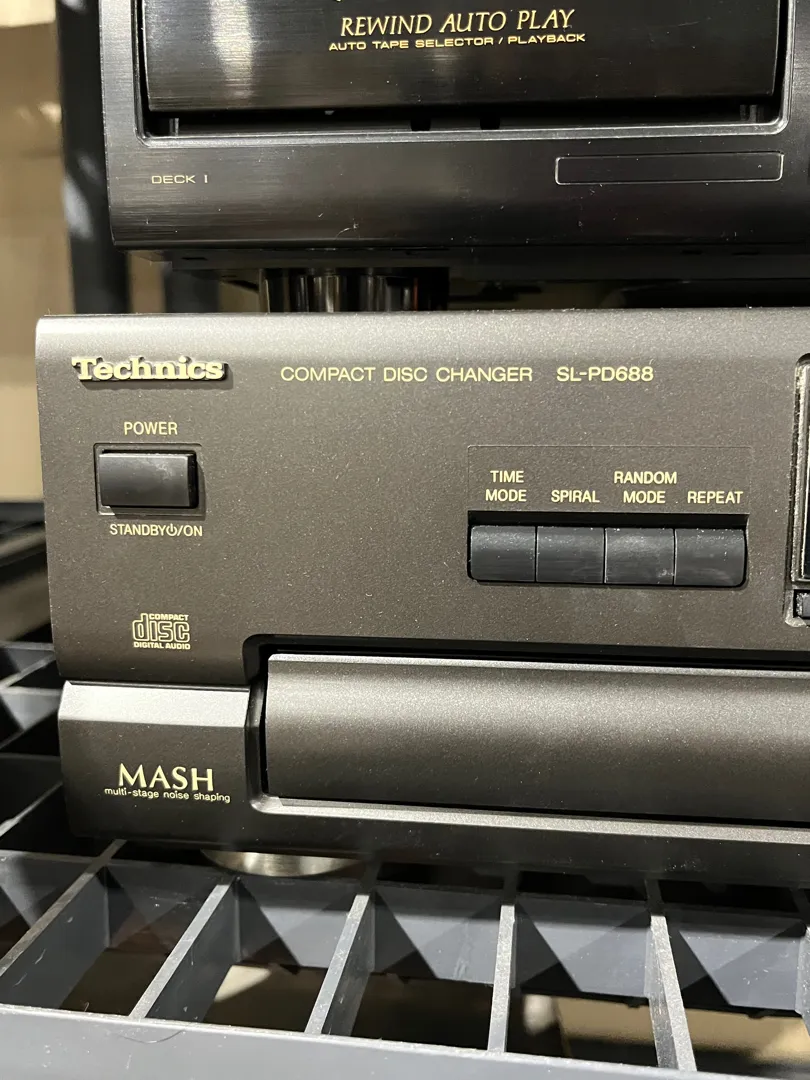 REWIND AUTO PLAY
AUTO TAPE SELECTOR / PLAYBACK
DECK I
Technics
COMPACT DISC CHANGER SL-PD688
POWER
STANDBY⏻/ON
TIME MODE
SPIRAL
RANDOM MODE
REPEAT
COMPACT
disc
DIGITAL AUDIO
MASH
multi-stage noise shaping